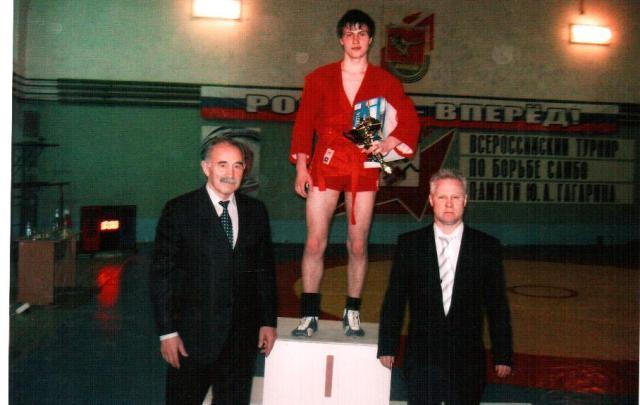 РО ВПЕРЁД!
ВСЕРОССИЙСКИЙ ТУРНИР
ПО БОРЬБЕ САМБО
ПАМЯТИ Ю.А.ГАГАРИНА
I